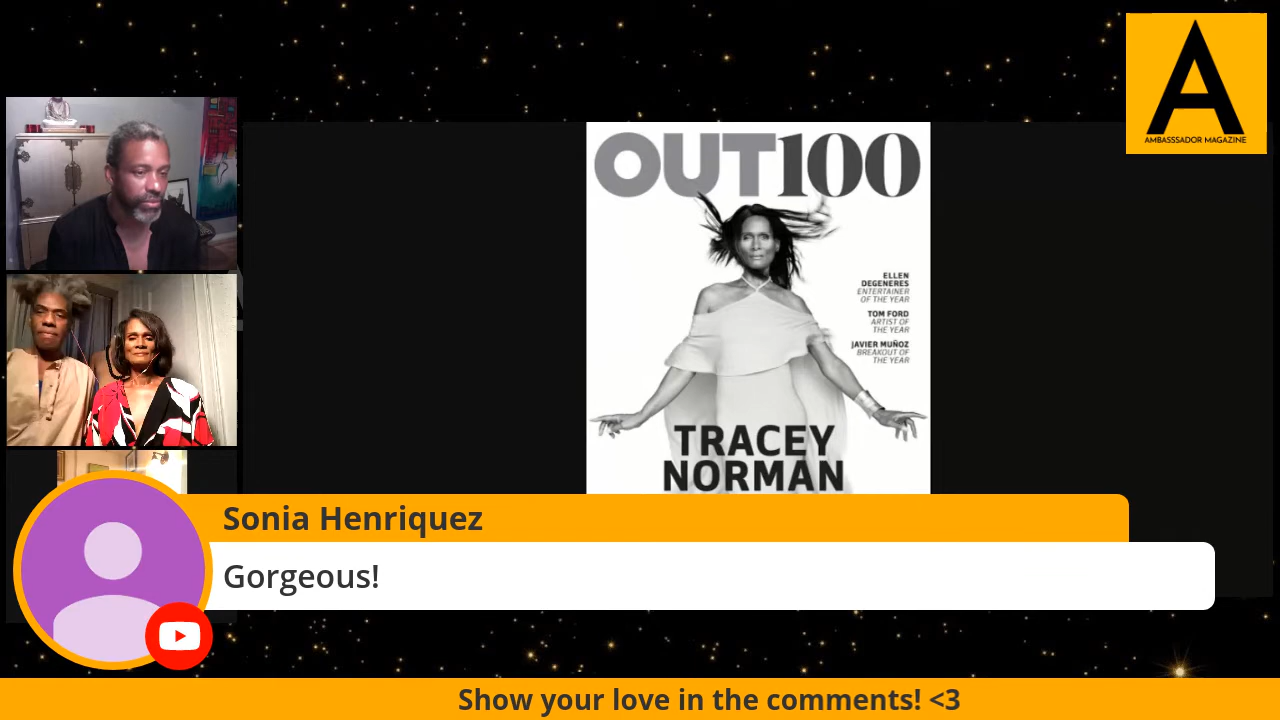 A
AMBASSSADOR MAGAZINE
OUT100
ELLEN
DEGENERES
ENTERTAINER
OF THE YEAR
TOM FORD
ARTIST OF
THE YEAR
JAVIER MUÑOZ
BREAKOUT OF
THE YEAR
TRACEY
NORMAN
Sonia Henriquez
Gorgeous!
Show your love in the comments! <3